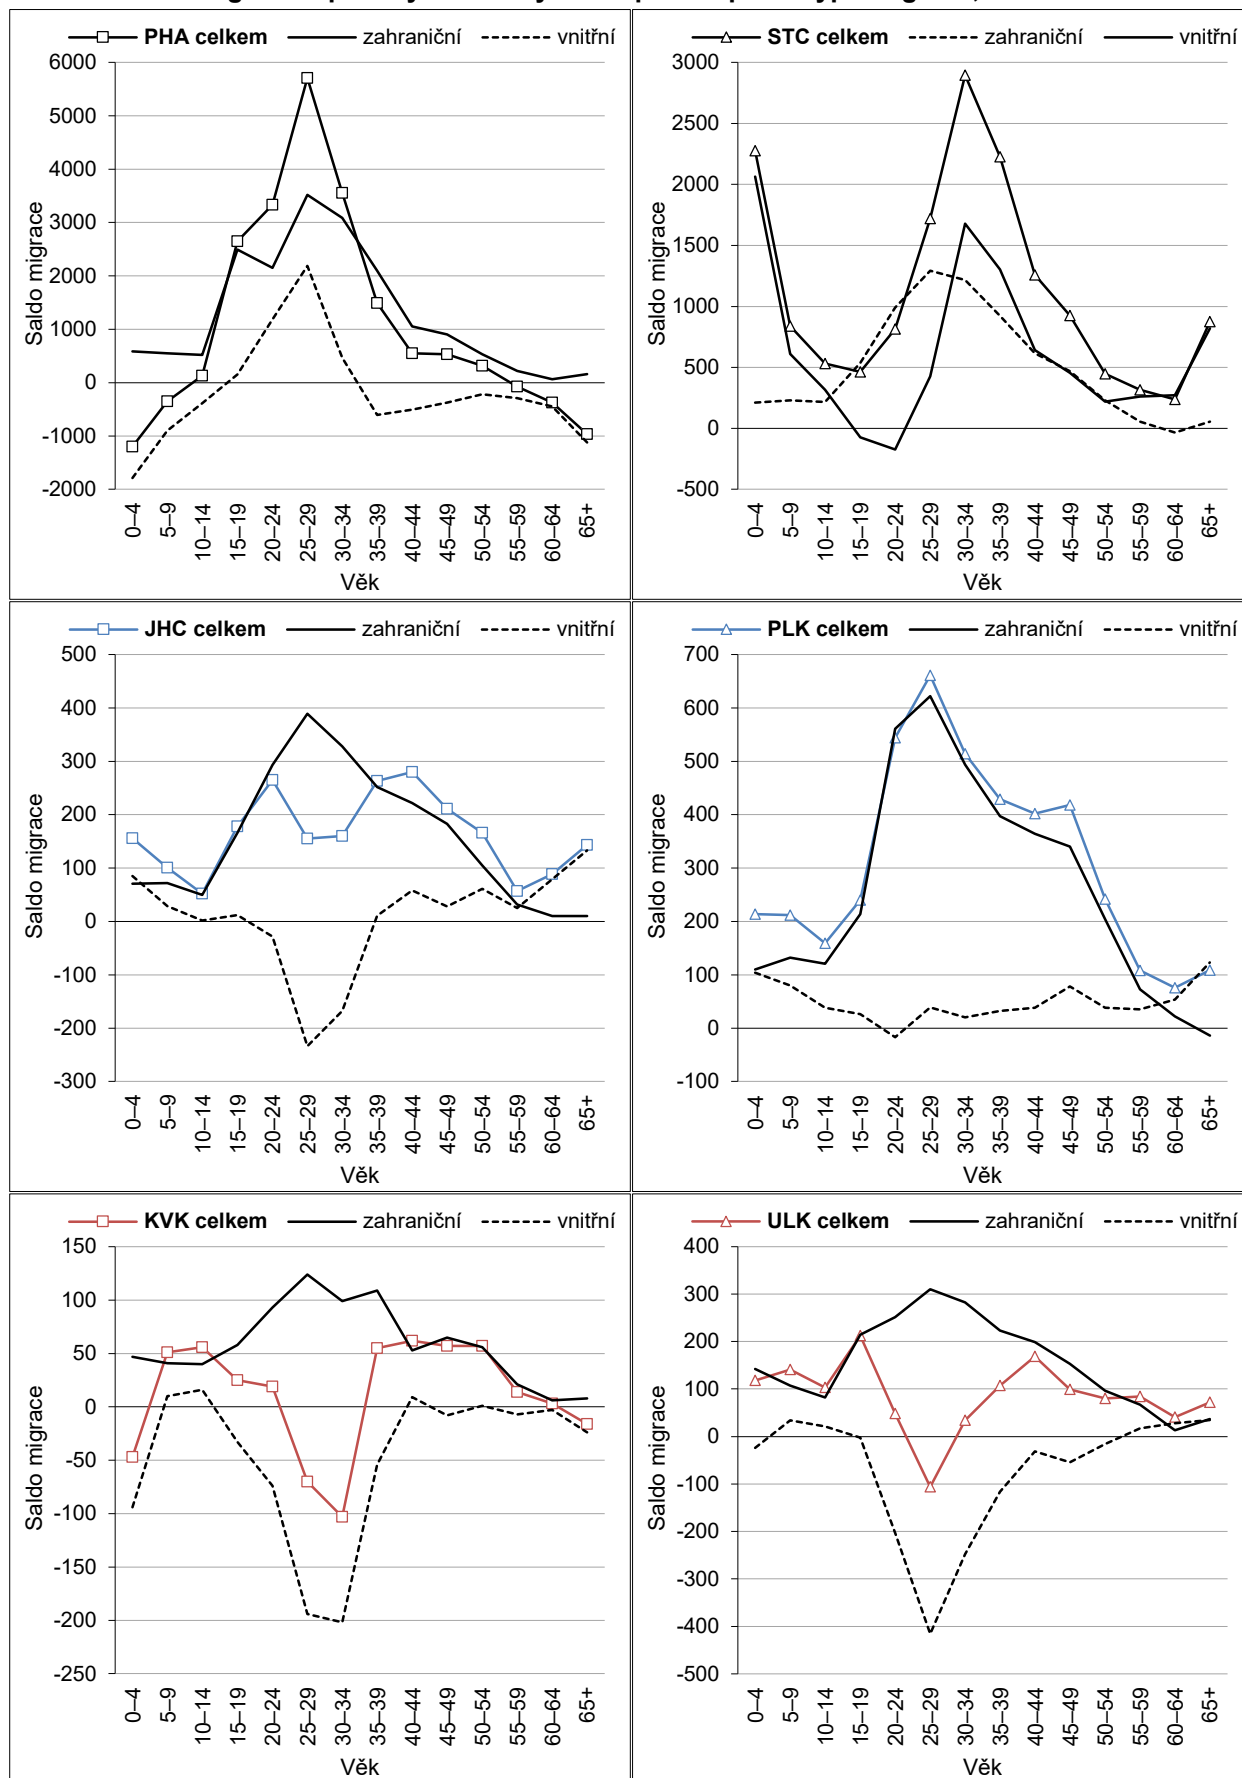 PHA celkem zahraniční vnitřní
6000
5000
4000
3000
2000
1000
0
-1000
-2000
Saldo migrace
0–4 5–9 10–14 15–19 20–24 25–29 30–34 35–39 40–44 45–49 50–54 55–59 60–64 65+
Věk
STC celkem zahraniční vnitřní
3000
2500
2000
1500
1000
500
0
-500
Saldo migrace
0–4 5–9 10–14 15–19 20–24 25–29 30–34 35–39 40–44 45–49 50–54 55–59 60–64 65+
Věk
JHC celkem zahraniční vnitřní
500
400
300
200
100
0
-100
-200
-300
Saldo migrace
0–4 5–9 10–14 15–19 20–24 25–29 30–34 35–39 40–44 45–49 50–54 55–59 60–64 65+
Věk
PLK celkem zahraniční vnitřní
700
600
500
400
300
200
100
0
-100
Saldo migrace
0–4 5–9 10–14 15–19 20–24 25–29 30–34 35–39 40–44 45–49 50–54 55–59 60–64 65+
Věk
KVK celkem zahraniční vnitřní
150
100
50
0
-50
-100
-150
-200
-250
Saldo migrace
0–4 5–9 10–14 15–19 20–24 25–29 30–34 35–39 40–44 45–49 50–54 55–59 60–64 65+
Věk
ULK celkem zahraniční vnitřní
400
300
200
100
0
-100
-200
-300
-400
-500
Saldo migrace
0–4 5–9 10–14 15–19 20–24 25–29 30–34 35–39 40–44 45–49 50–54 55–59 60–64 65+
Věk